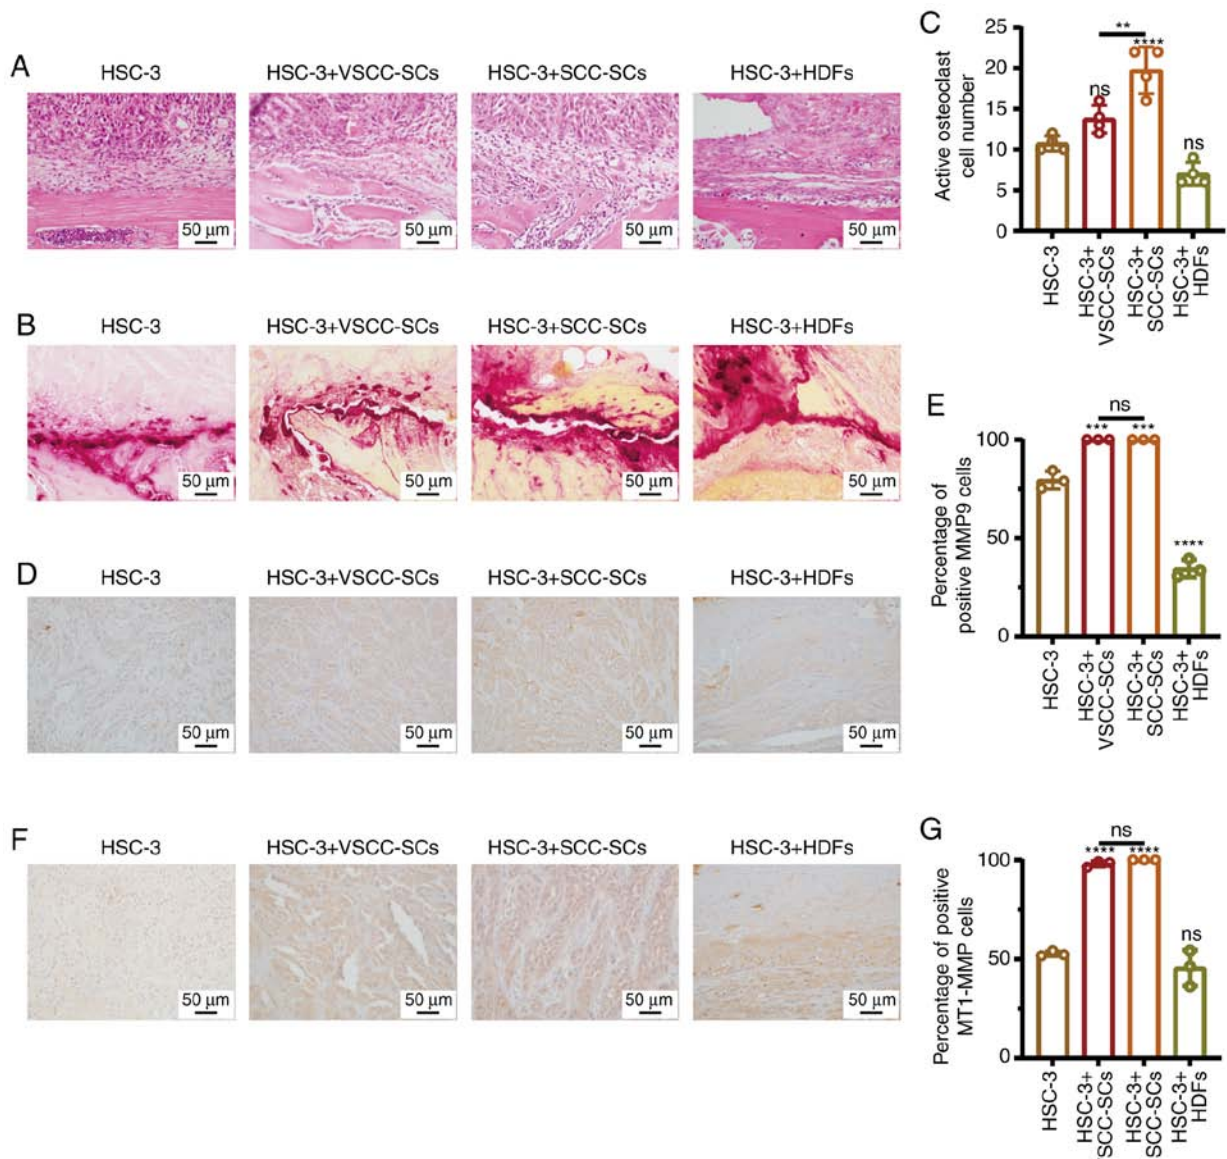 A
HSC-3
HSC-3+VSCC-SCs
HSC-3+SCC-SCs
HSC-3+HDFs
50 μm
50 μm
50 μm
50 μm
B
HSC-3
HSC-3+VSCC-SCs
HSC-3+SCC-SCs
HSC-3+HDFs
50 μm
50 μm
50 μm
50 μm
D
HSC-3
HSC-3+VSCC-SCs
HSC-3+SCC-SCs
HSC-3+HDFs
50 μm
50 μm
50 μm
50 μm
F
HSC-3
HSC-3+VSCC-SCs
HSC-3+SCC-SCs
HSC-3+HDFs
50 μm
50 μm
50 μm
50 μm
C
Active osteoclast
cell number
25
20
15
10
5
0
**
ns
****
ns
HSC-3
HSC-3+
VSCC-SCs
HSC-3+
SCC-SCs
HSC-3+
HDFs
E
Percentage of
positive MMP9 cells
100
50
0
ns
***
***
****
HSC-3
HSC-3+
VSCC-SCs
HSC-3+
SCC-SCs
HSC-3+
HDFs
G
Percentage of positive
MT1-MMP cells
100
50
0
ns
****
****
ns
HSC-3
HSC-3+
VSCC-SCs
HSC-3+
SCC-SCs
HSC-3+
HDFs